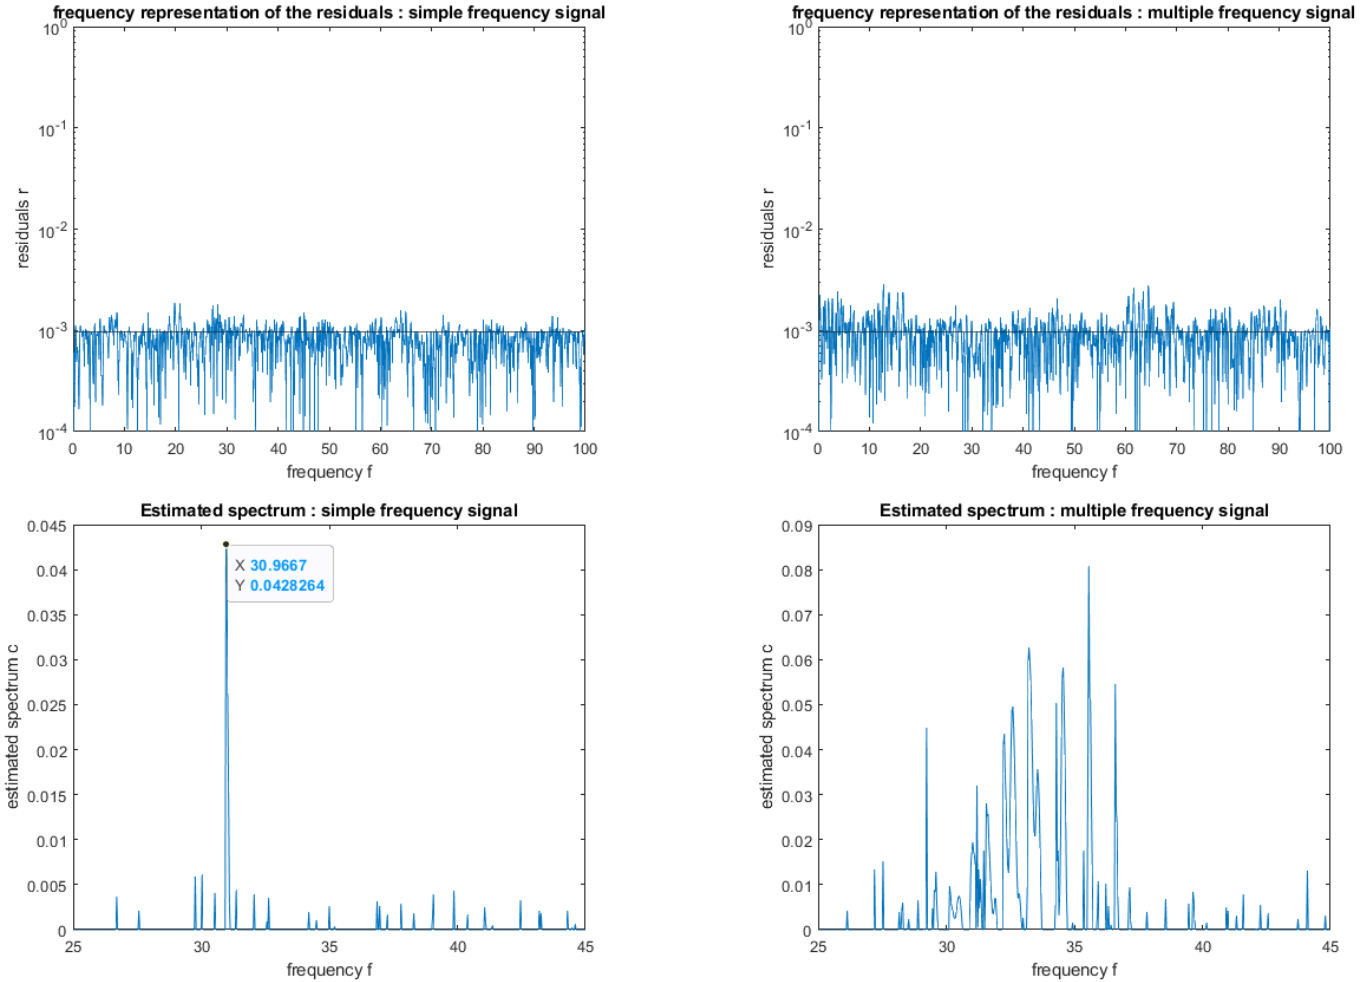 frequency representation of the residuals : simple frequency signal
10^0
10^-1
10^-2
10^-3
10^-4
residuals r
0 10 20 30 40 50 60 70 80 90 100
frequency f
frequency representation of the residuals : multiple frequency signal
10^0
10^-1
10^-2
10^-3
10^-4
residuals r
0 10 20 30 40 50 60 70 80 90 100
frequency f
Estimated spectrum : simple frequency signal
0.045
0.04
0.035
0.03
0.025
0.02
0.015
0.01
0.005
0
estimated spectrum c
X 30.9667
Y 0.0428264
25 30 35 40 45
frequency f
Estimated spectrum : multiple frequency signal
0.09
0.08
0.07
0.06
0.05
0.04
0.03
0.02
0.01
0
estimated spectrum c
25 30 35 40 45
frequency f